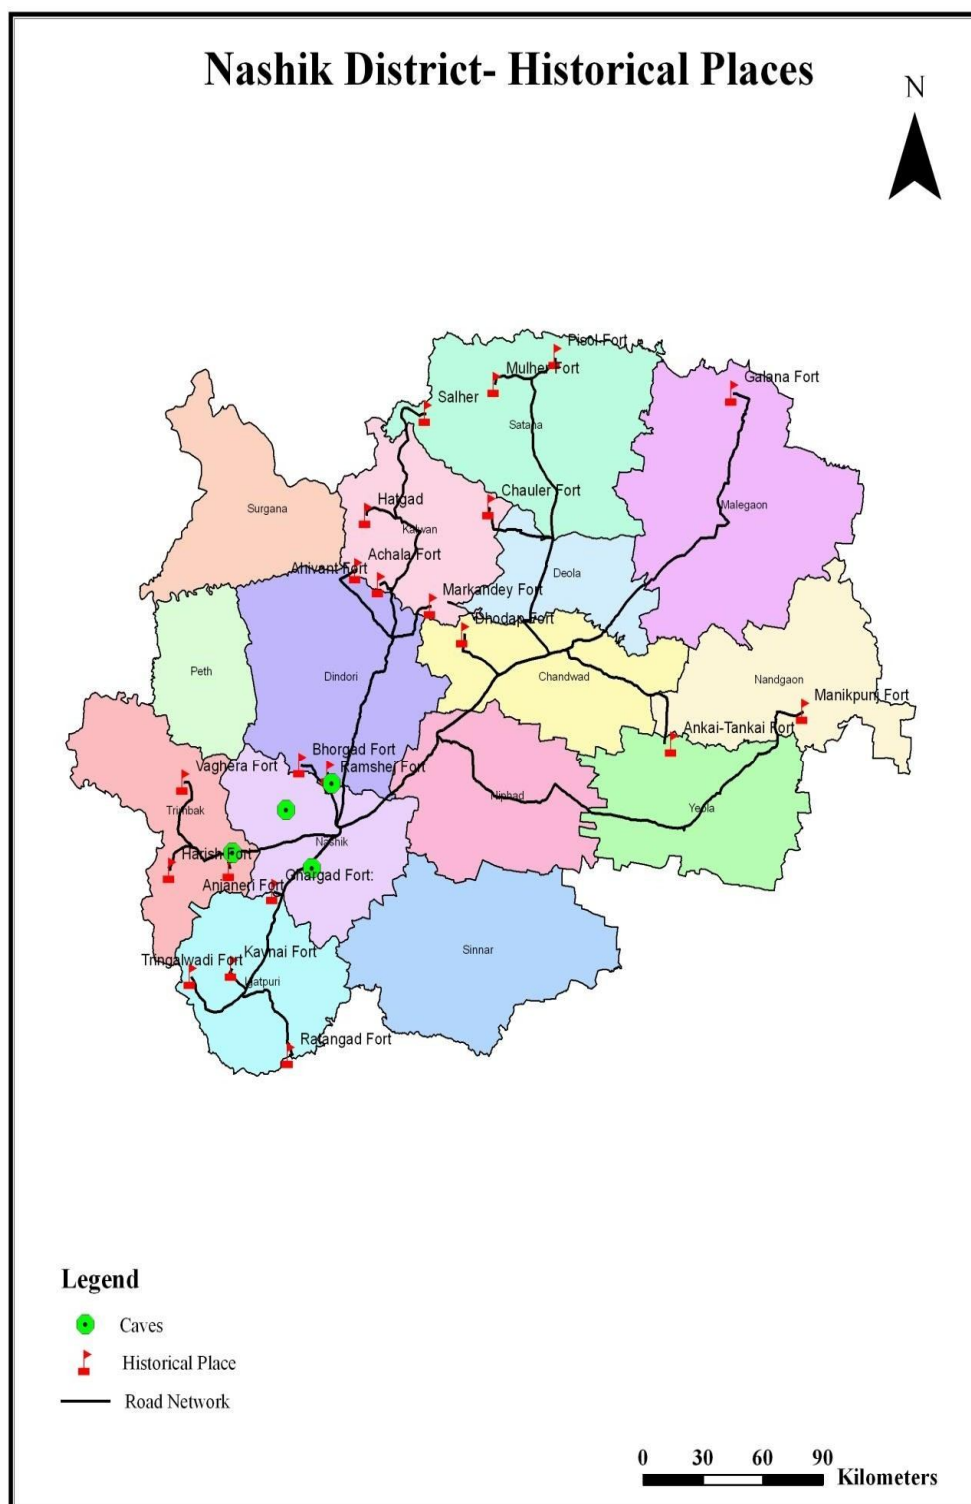 Nashik District- Historical Places
N
Pisol Fort
Mulher Fort
Galana Fort
Salher
Satana
Chauler Fort
Hatgad
Surgana
Malegaon
Kalwan
Achala Fort
Ahivant Fort
Deola
Markandey Fort
Dhodap Fort
Peth
Dindori
Chandwad
Nandgaon
Manikpunj Fort
Ankai-Tankai Fort
Bhorgad Fort
Vaghera Fort
Ramshej Fort
Niphad
Yeola
Trimbak
Nashik
Harish Fort
Ghargad Fort:
Anjaneri Fort
Sinnar
Kavnai Fort
Tringalwadi Fort
Igatpuri
Ratangad Fort
Legend
Caves
Historical Place
Road Network
0 30 60 90
Kilometers